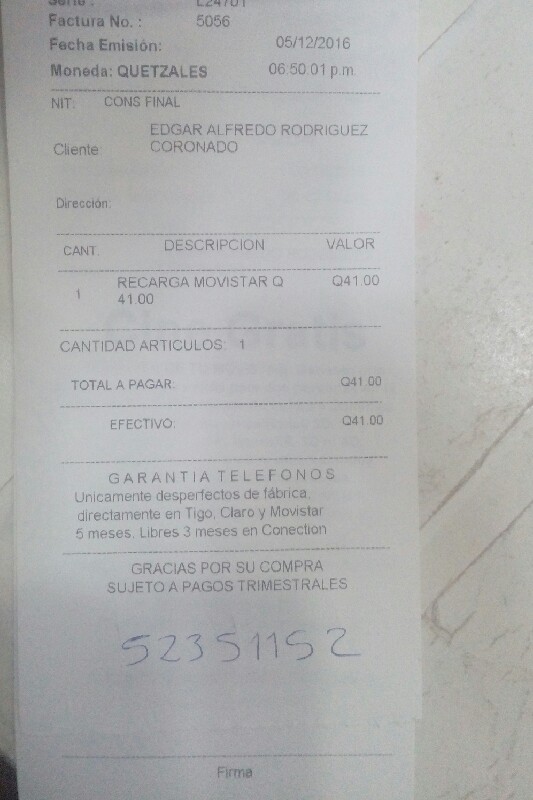 Serie : L24701
Factura No. : 5056
Fecha Emisión: 05/12/2016
Moneda: QUETZALES 06:50:01 p.m.
NIT: CONS FINAL
EDGAR ALFREDO RODRIGUEZ
Cliente: CORONADO
Dirección:
CANT. DESCRIPCION VALOR
1 RECARGA MOVISTAR Q Q41.00
41.00
CANTIDAD ARTICULOS: 1
TOTAL A PAGAR: Q41.00
EFECTIVO: Q41.00
GARANTIA TELEFONOS
Unicamente desperfectos de fábrica,
directamente en Tigo, Claro y Movistar
5 meses, Libres 3 meses en Conection
GRACIAS POR SU COMPRA
SUJETO A PAGOS TRIMESTRALES
52351152
Firma